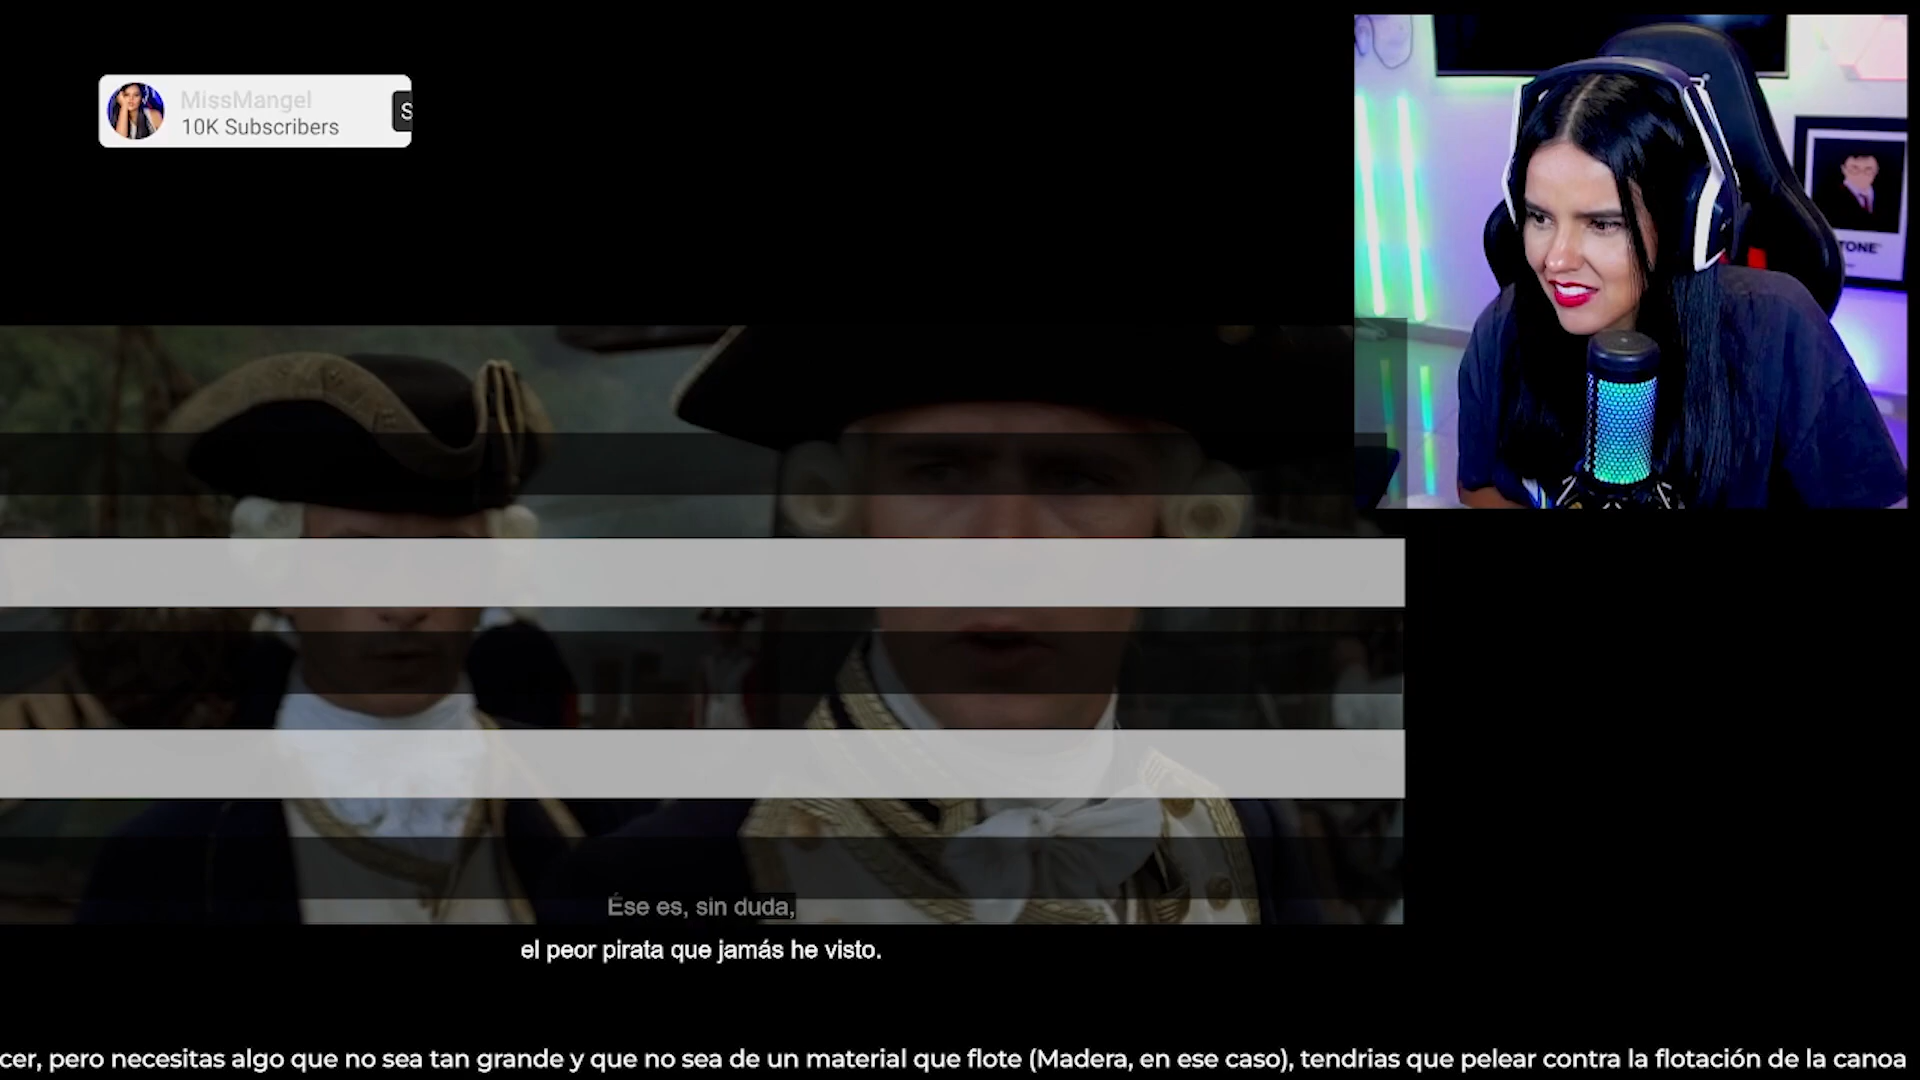 MissMangel
10K Subscribers
S
TONE
Ése es, sin duda,
el peor pirata que jamás he visto.
cer, pero necesitas algo que no sea tan grande y que no sea de un material que flote (Madera, en ese caso), tendrias que pelear contra la flotación de la canoa